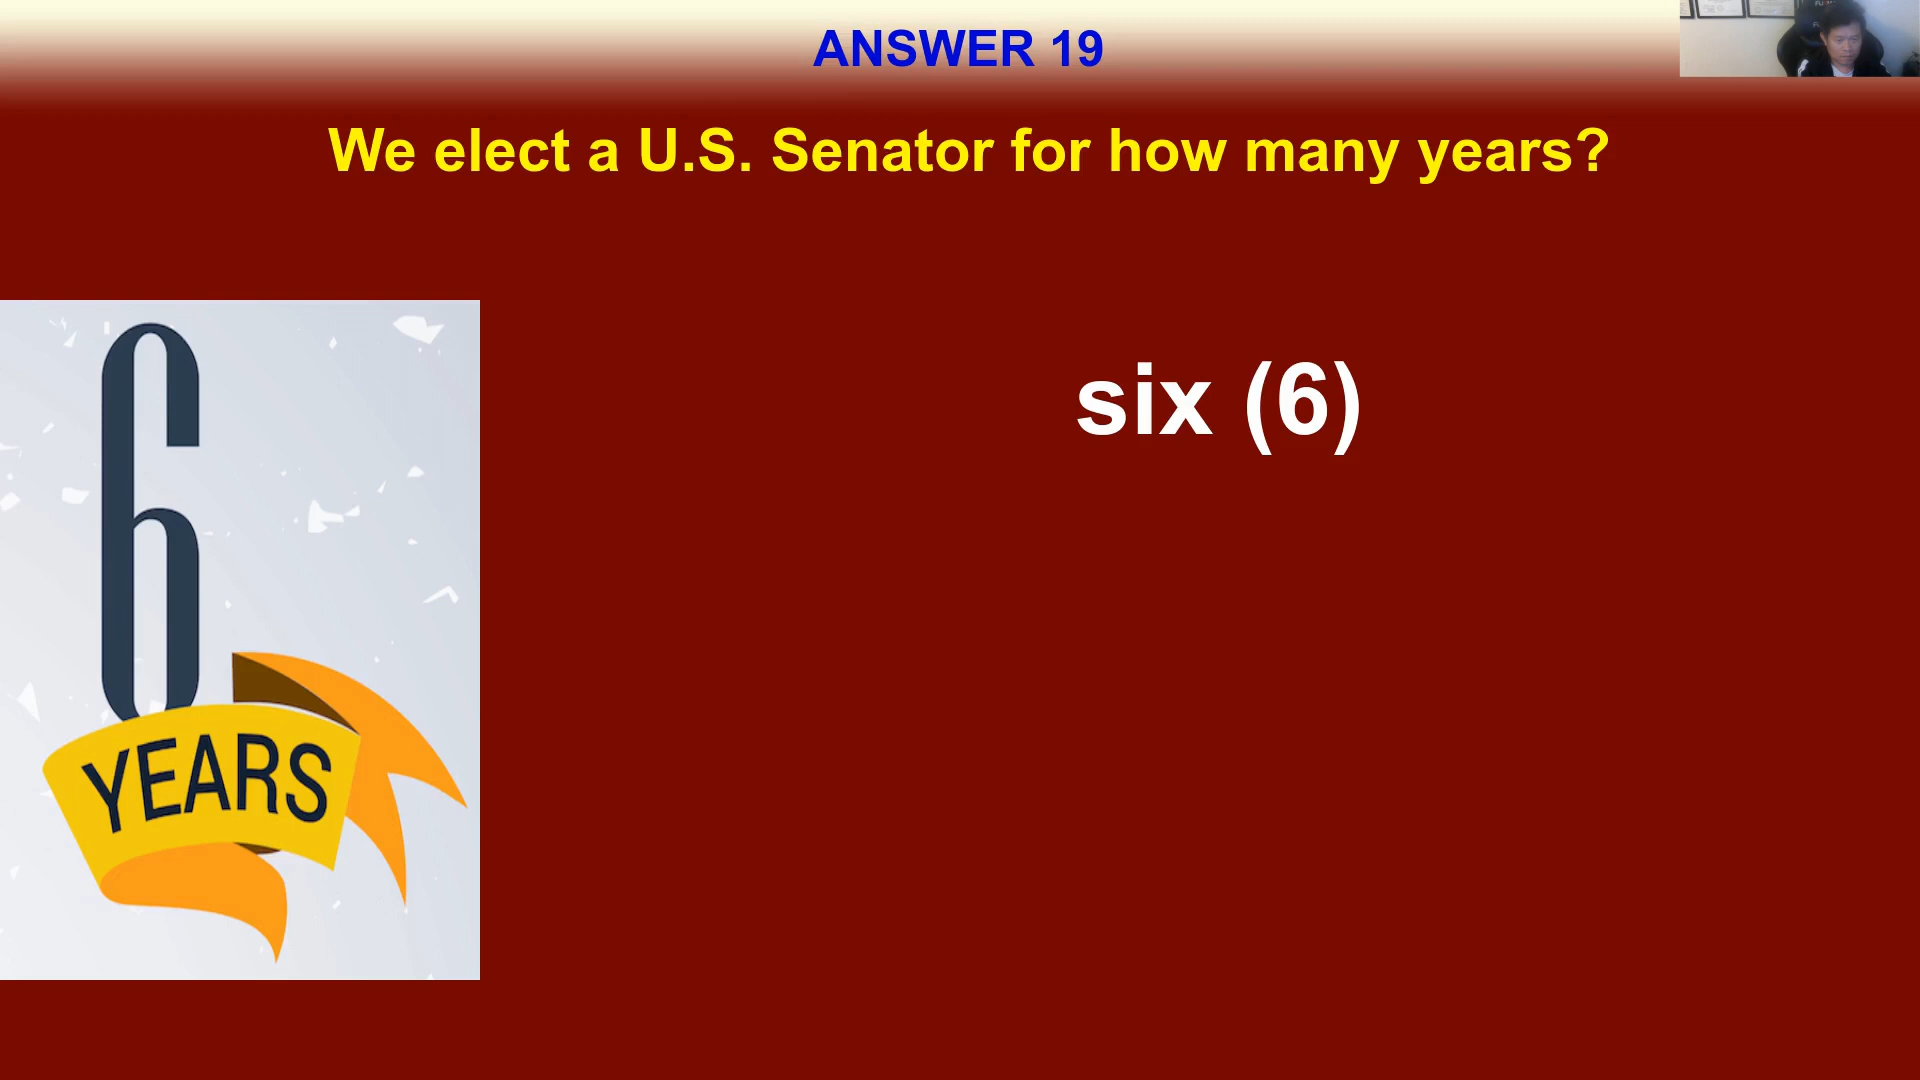 ANSWER 19
We elect a U.S. Senator for how many years?
six (6)
6
YEARS